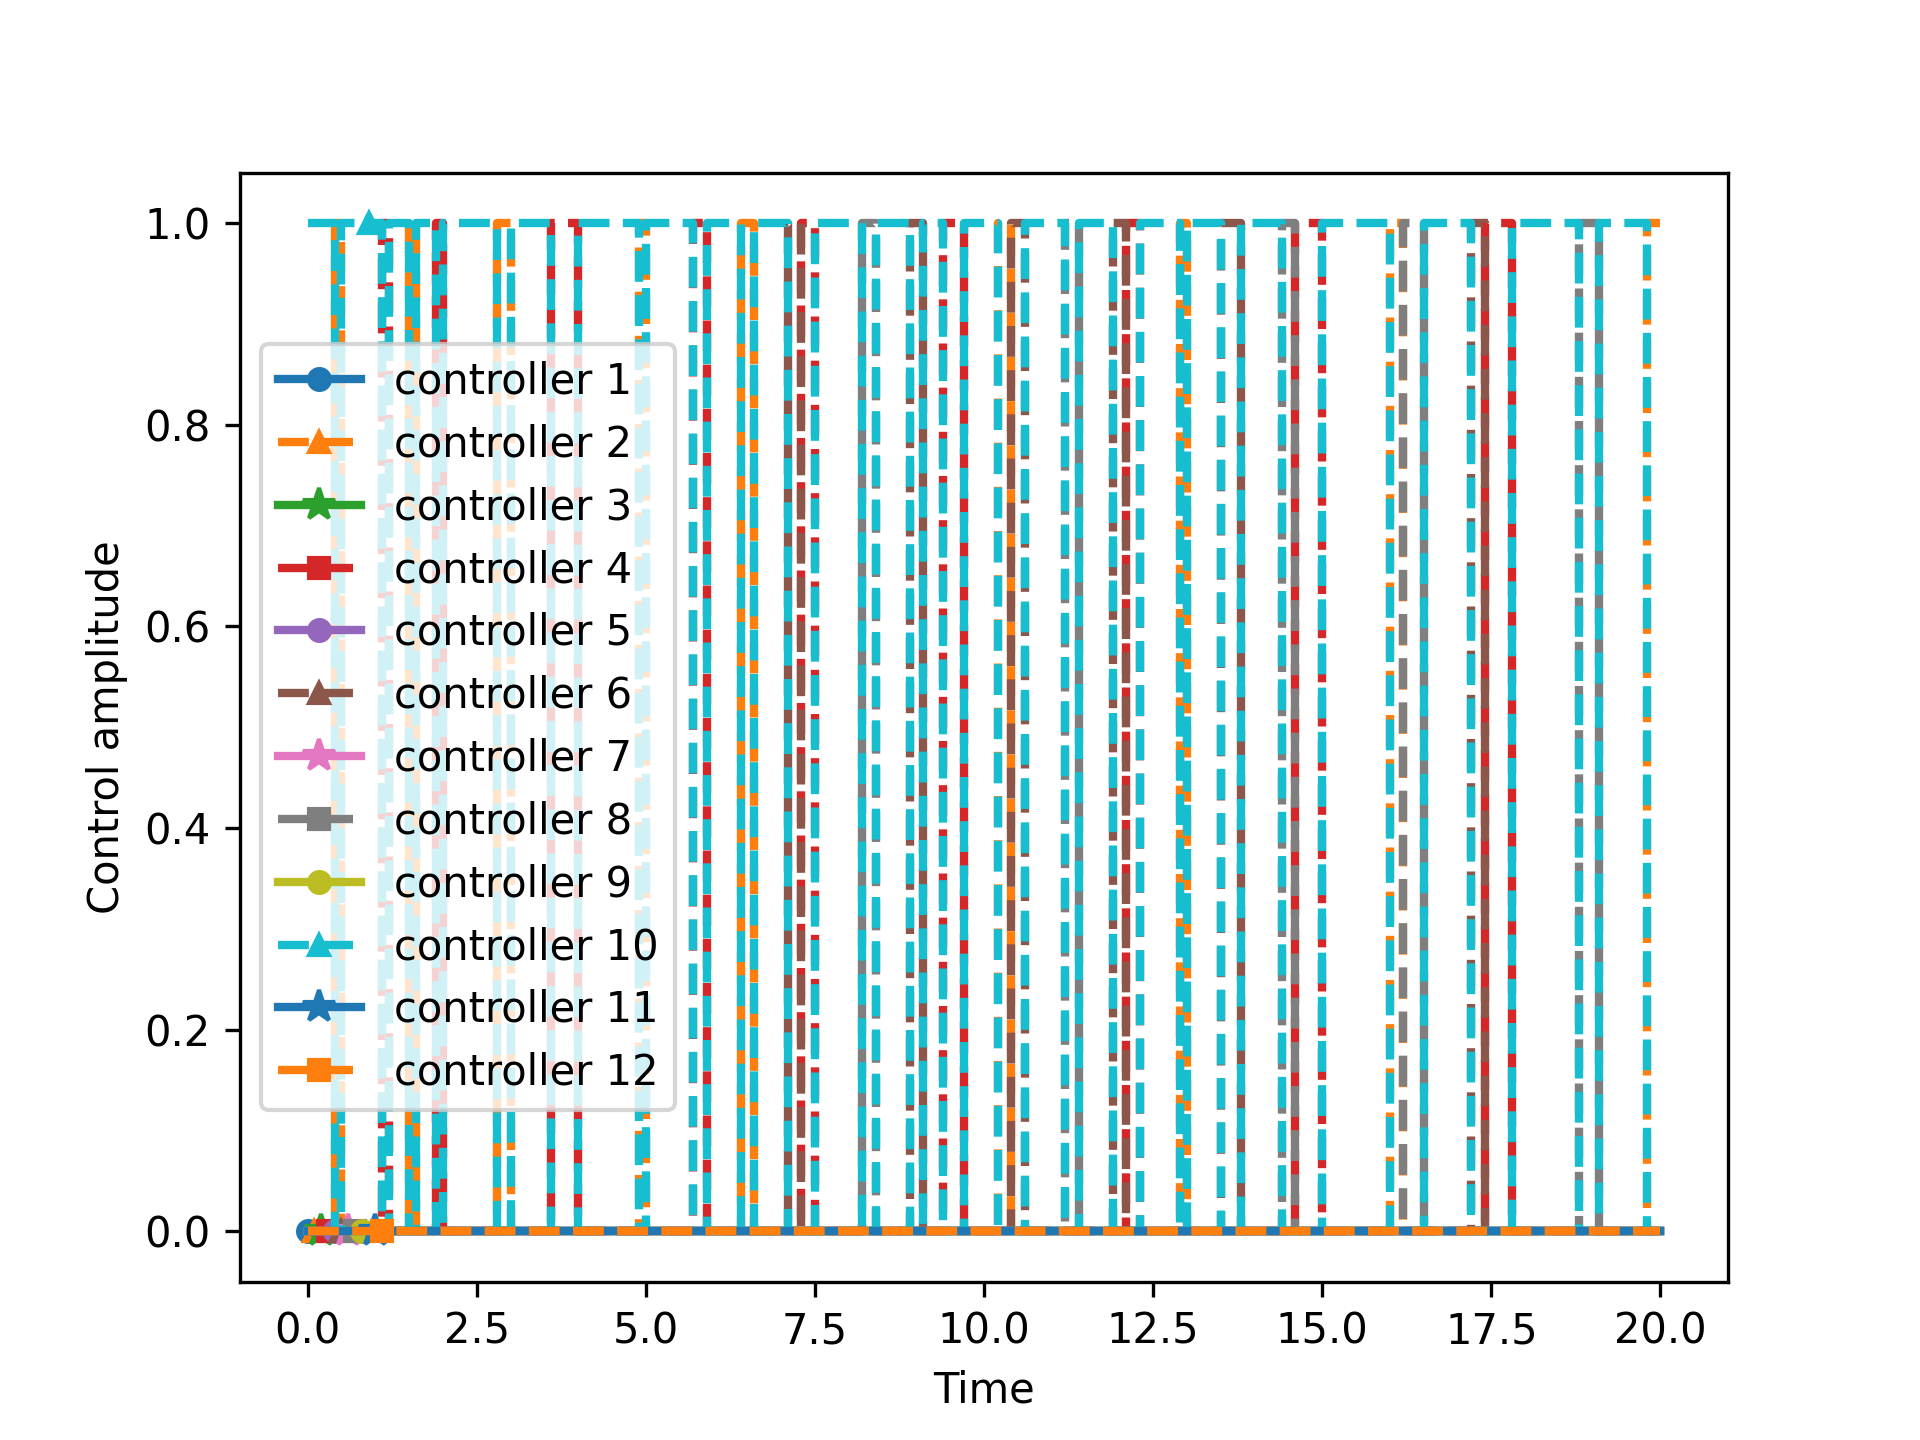 1.0
0.8
0.6
0.4
0.2
0.0
Control amplitude
controller 1
controller 2
controller 3
controller 4
controller 5
controller 6
controller 7
controller 8
controller 9
controller 10
controller 11
controller 12
0.0 2.5 5.0 7.5 10.0 12.5 15.0 17.5 20.0
Time